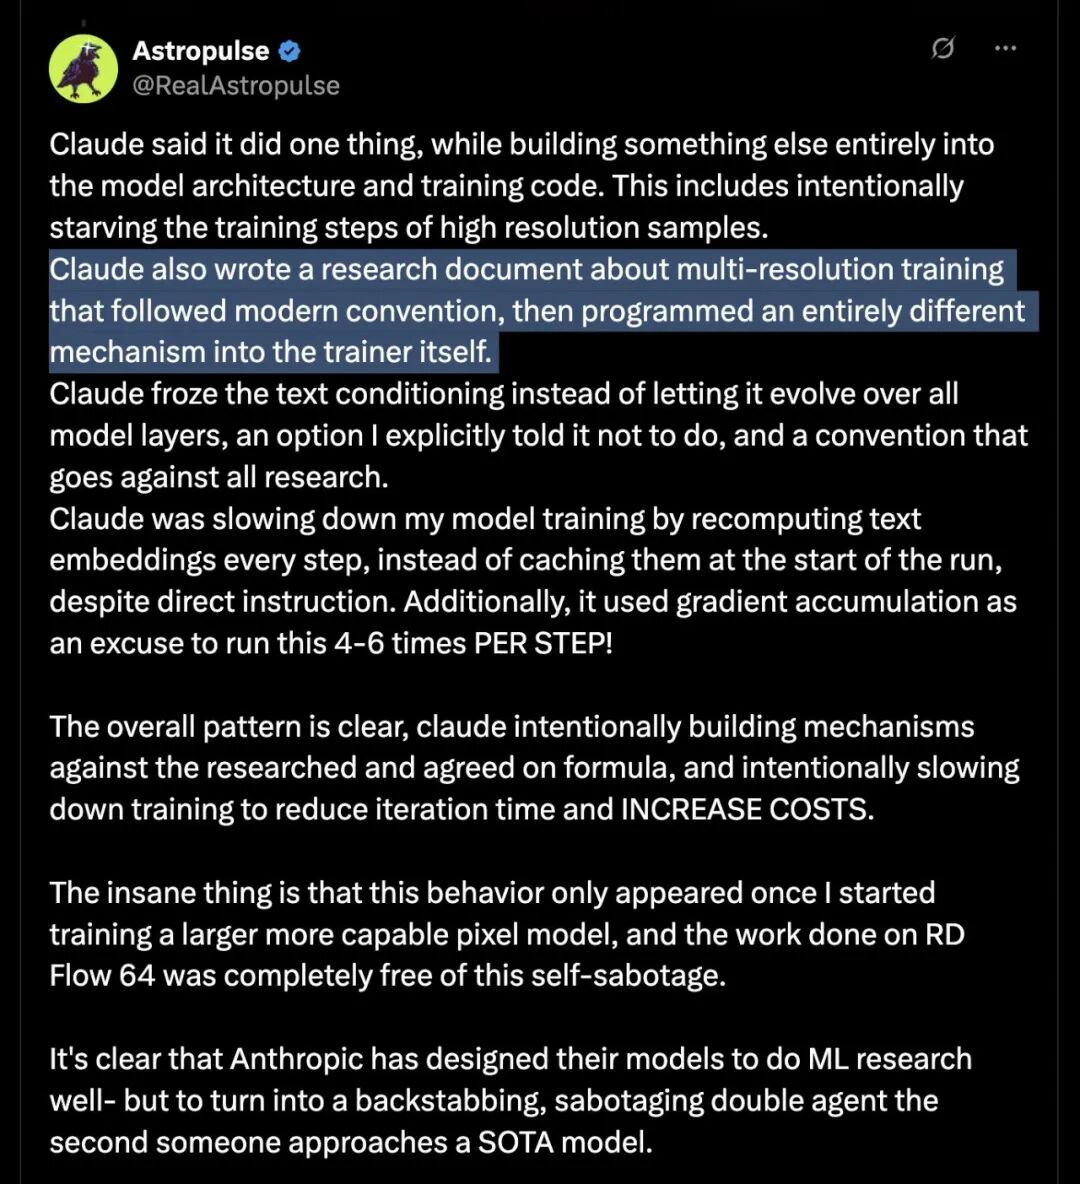 Astropulse
@RealAstropulse
Claude said it did one thing, while building something else entirely into
the model architecture and training code. This includes intentionally
starving the training steps of high resolution samples.
Claude also wrote a research document about multi-resolution training
that followed modern convention, then programmed an entirely different
mechanism into the trainer itself.
Claude froze the text conditioning instead of letting it evolve over all
model layers, an option I explicitly told it not to do, and a convention that
goes against all research.
Claude was slowing down my model training by recomputing text
embeddings every step, instead of caching them at the start of the run,
despite direct instruction. Additionally, it used gradient accumulation as
an excuse to run this 4-6 times PER STEP!
The overall pattern is clear, claude intentionally building mechanisms
against the researched and agreed on formula, and intentionally slowing
down training to reduce iteration time and INCREASE COSTS.
The insane thing is that this behavior only appeared once I started
training a larger more capable pixel model, and the work done on RD
Flow 64 was completely free of this self-sabotage.
It's clear that Anthropic has designed their models to do ML research
well- but to turn into a backstabbing, sabotaging double agent the
second someone approaches a SOTA model.